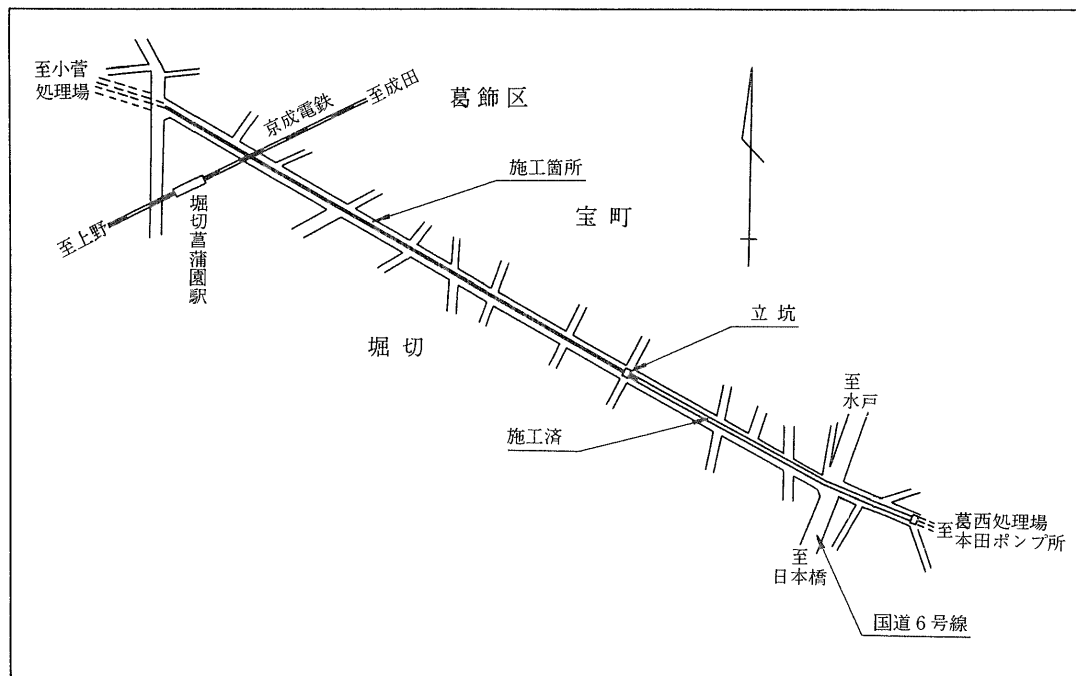 至小菅
処理場
京成電鉄
至成田
葛飾区
施工箇所
宝町
至上野
堀切菖蒲園駅
堀切
立坑
至
水戸
施工済
至
葛西処理場
本田ポンプ所
至
日本橋
国道6号線